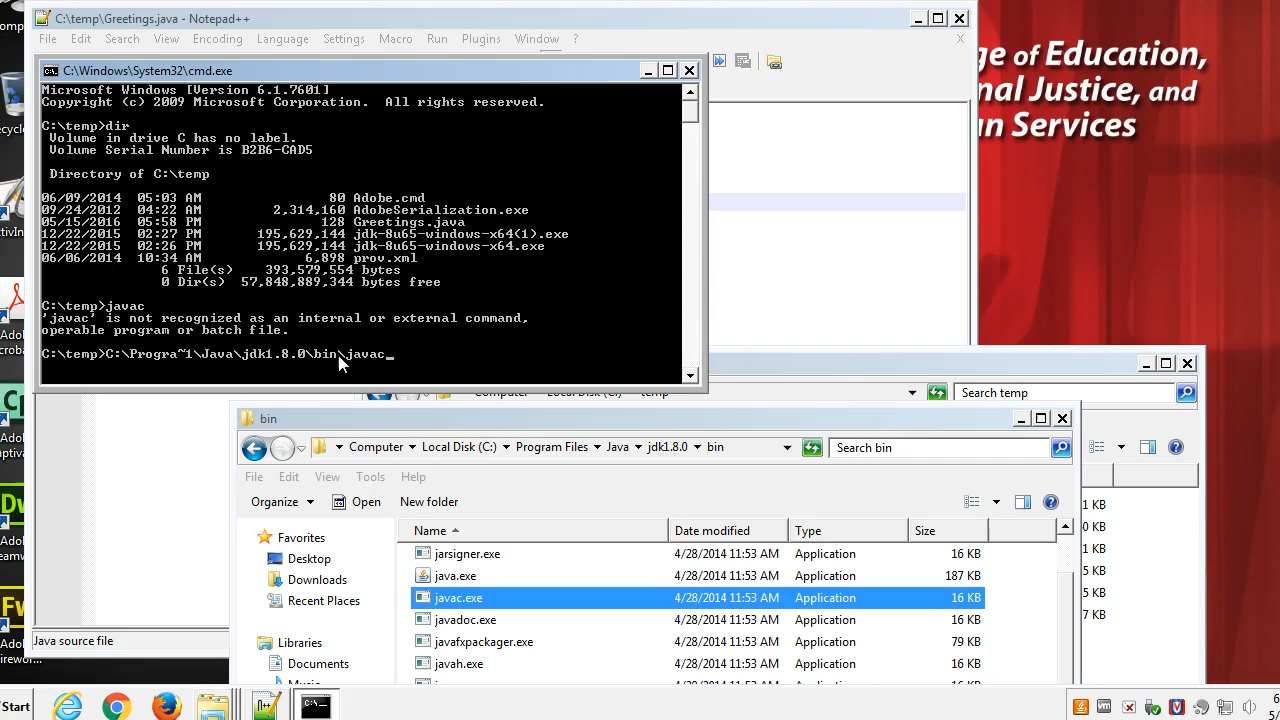 C:\temp\Greetings.java - Notepad++
File Edit Search View Encoding Language Settings Macro Run Plugins Window ? X
C:\Windows\System32\cmd.exe
Microsoft Windows [Version 6.1.7601]
Copyright (c) 2009 Microsoft Corporation. All rights reserved.
C:\temp>dir
Volume in drive C has no label.
Volume Serial Number is B2B6-CAD5
Directory of C:\temp
06/09/2014 05:03 AM 80 Adobe.cmd
09/24/2012 04:22 AM 2,314,160 AdobeSerialization.exe
05/15/2016 05:58 PM 128 Greetings.java
12/22/2015 02:27 PM 195,629,144 jdk-8u65-windows-x64(1).exe
12/22/2015 02:26 PM 195,629,144 jdk-8u65-windows-x64.exe
06/06/2014 10:34 AM 6,898 prov.xml
6 File(s) 393,579,554 bytes
0 Dir(s) 57,848,889,344 bytes free
C:\temp>javac
'javac' is not recognized as an internal or external command,
operable program or batch file.
C:\temp>C:\Progra~1\Java\jdk1.8.0\bin\javac_
ge of Education,
nal Justice, and
an Services
Search temp
1 KB
0 KB
1 KB
5 KB
5 KB
7 KB
bin
Computer Local Disk (C:) Program Files Java jdk1.8.0 bin
Search bin
File Edit View Tools Help
Organize Open New folder
Favorites
Desktop
Downloads
Recent Places
Libraries
Documents
Name Date modified Type Size
jarsigner.exe 4/28/2014 11:53 AM Application 16 KB
java.exe 4/28/2014 11:53 AM Application 187 KB
javac.exe 4/28/2014 11:53 AM Application 16 KB
javadoc.exe 4/28/2014 11:53 AM Application 16 KB
javafxpackager.exe 4/28/2014 11:53 AM Application 79 KB
javah.exe 4/28/2014 11:53 AM Application 16 KB
Java source file
Start